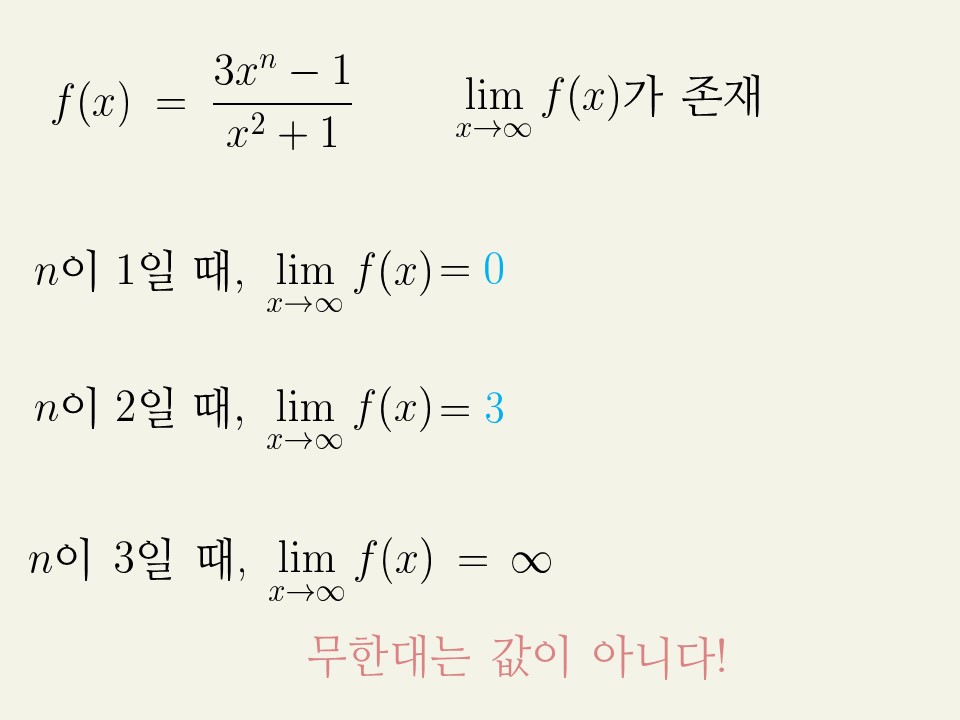 f(x) = \frac{3x^n - 1}{x^2 + 1} \lim_{x→∞} f(x)가 존재
n이 1일 때, \lim_{x→∞} f(x) = 0
n이 2일 때, \lim_{x→∞} f(x) = 3
n이 3일 때, \lim_{x→∞} f(x) = ∞
무한대는 값이 아니다!